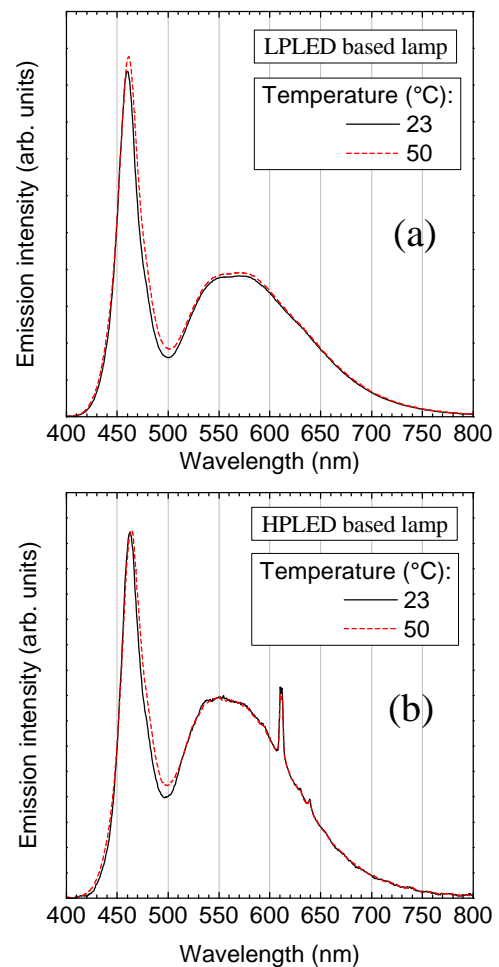 LPLED based lamp
Temperature (°C):
23
50
(a)
Emission intensity (arb. units)
400 450 500 550 600 650 700 750 800
Wavelength (nm)
HPLED based lamp
Temperature (°C):
23
50
(b)
Emission intensity (arb. units)
400 450 500 550 600 650 700 750 800
Wavelength (nm)